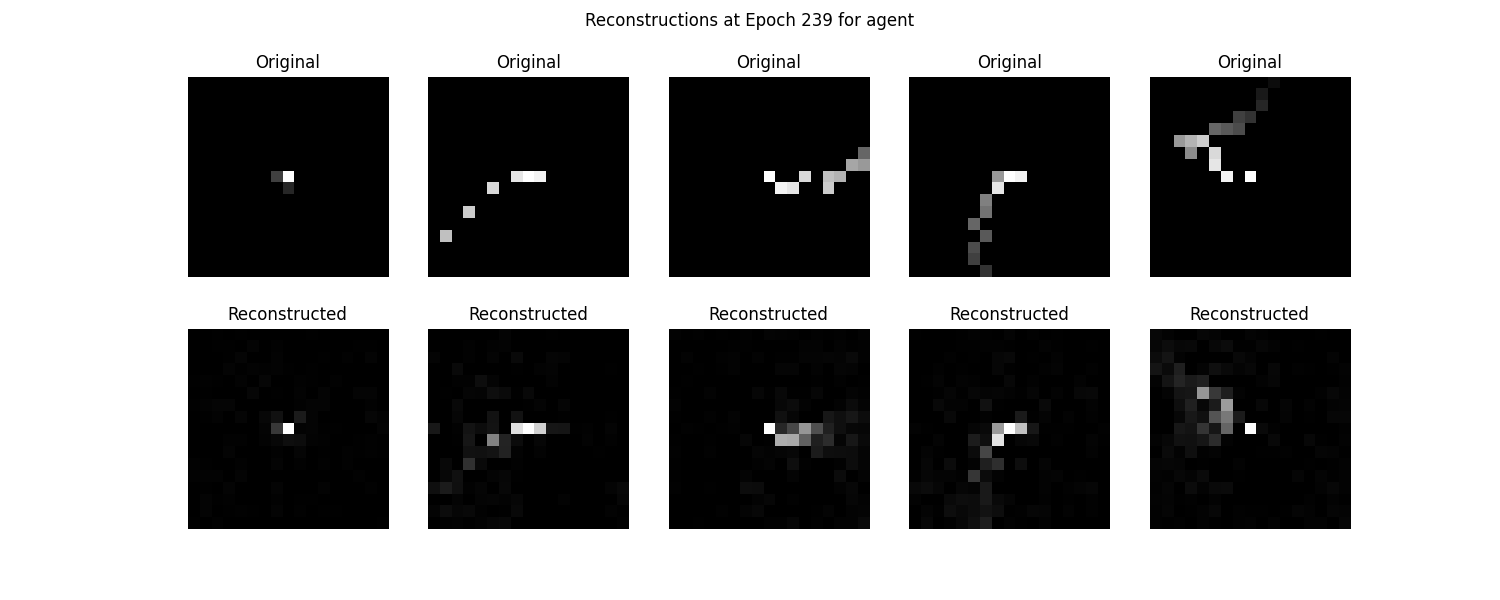 Reconstructions at Epoch 239 for agent
Original Original Original Original Original
Reconstructed Reconstructed Reconstructed Reconstructed Reconstructed